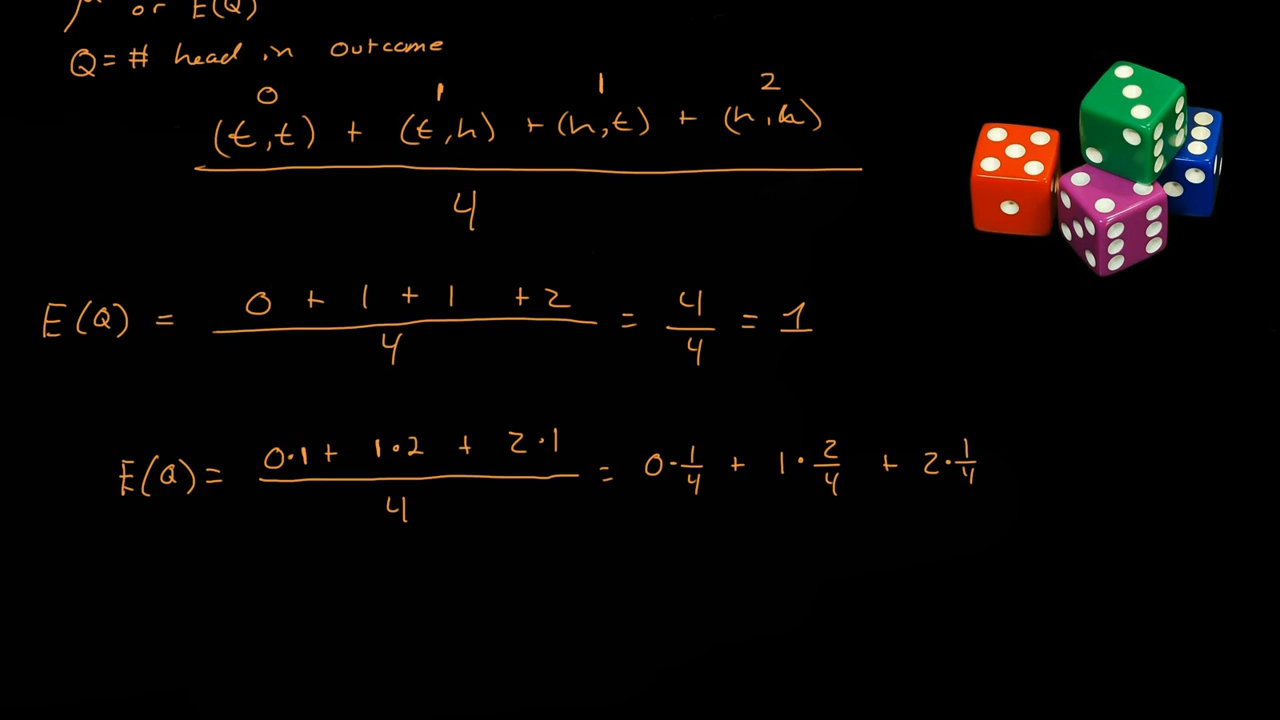 μ or E(Q)
Q = # head in outcome
0 1 1 2
(t,t) + (t,h) + (h,t) + (h,h)
4
E(Q) = 0 + 1 + 1 + 2 / 4 = 4/4 = 1
E(Q) = 0·1 + 1·2 + 2·1 / 4 = 0·1/4 + 1·2/4 + 2·1/4